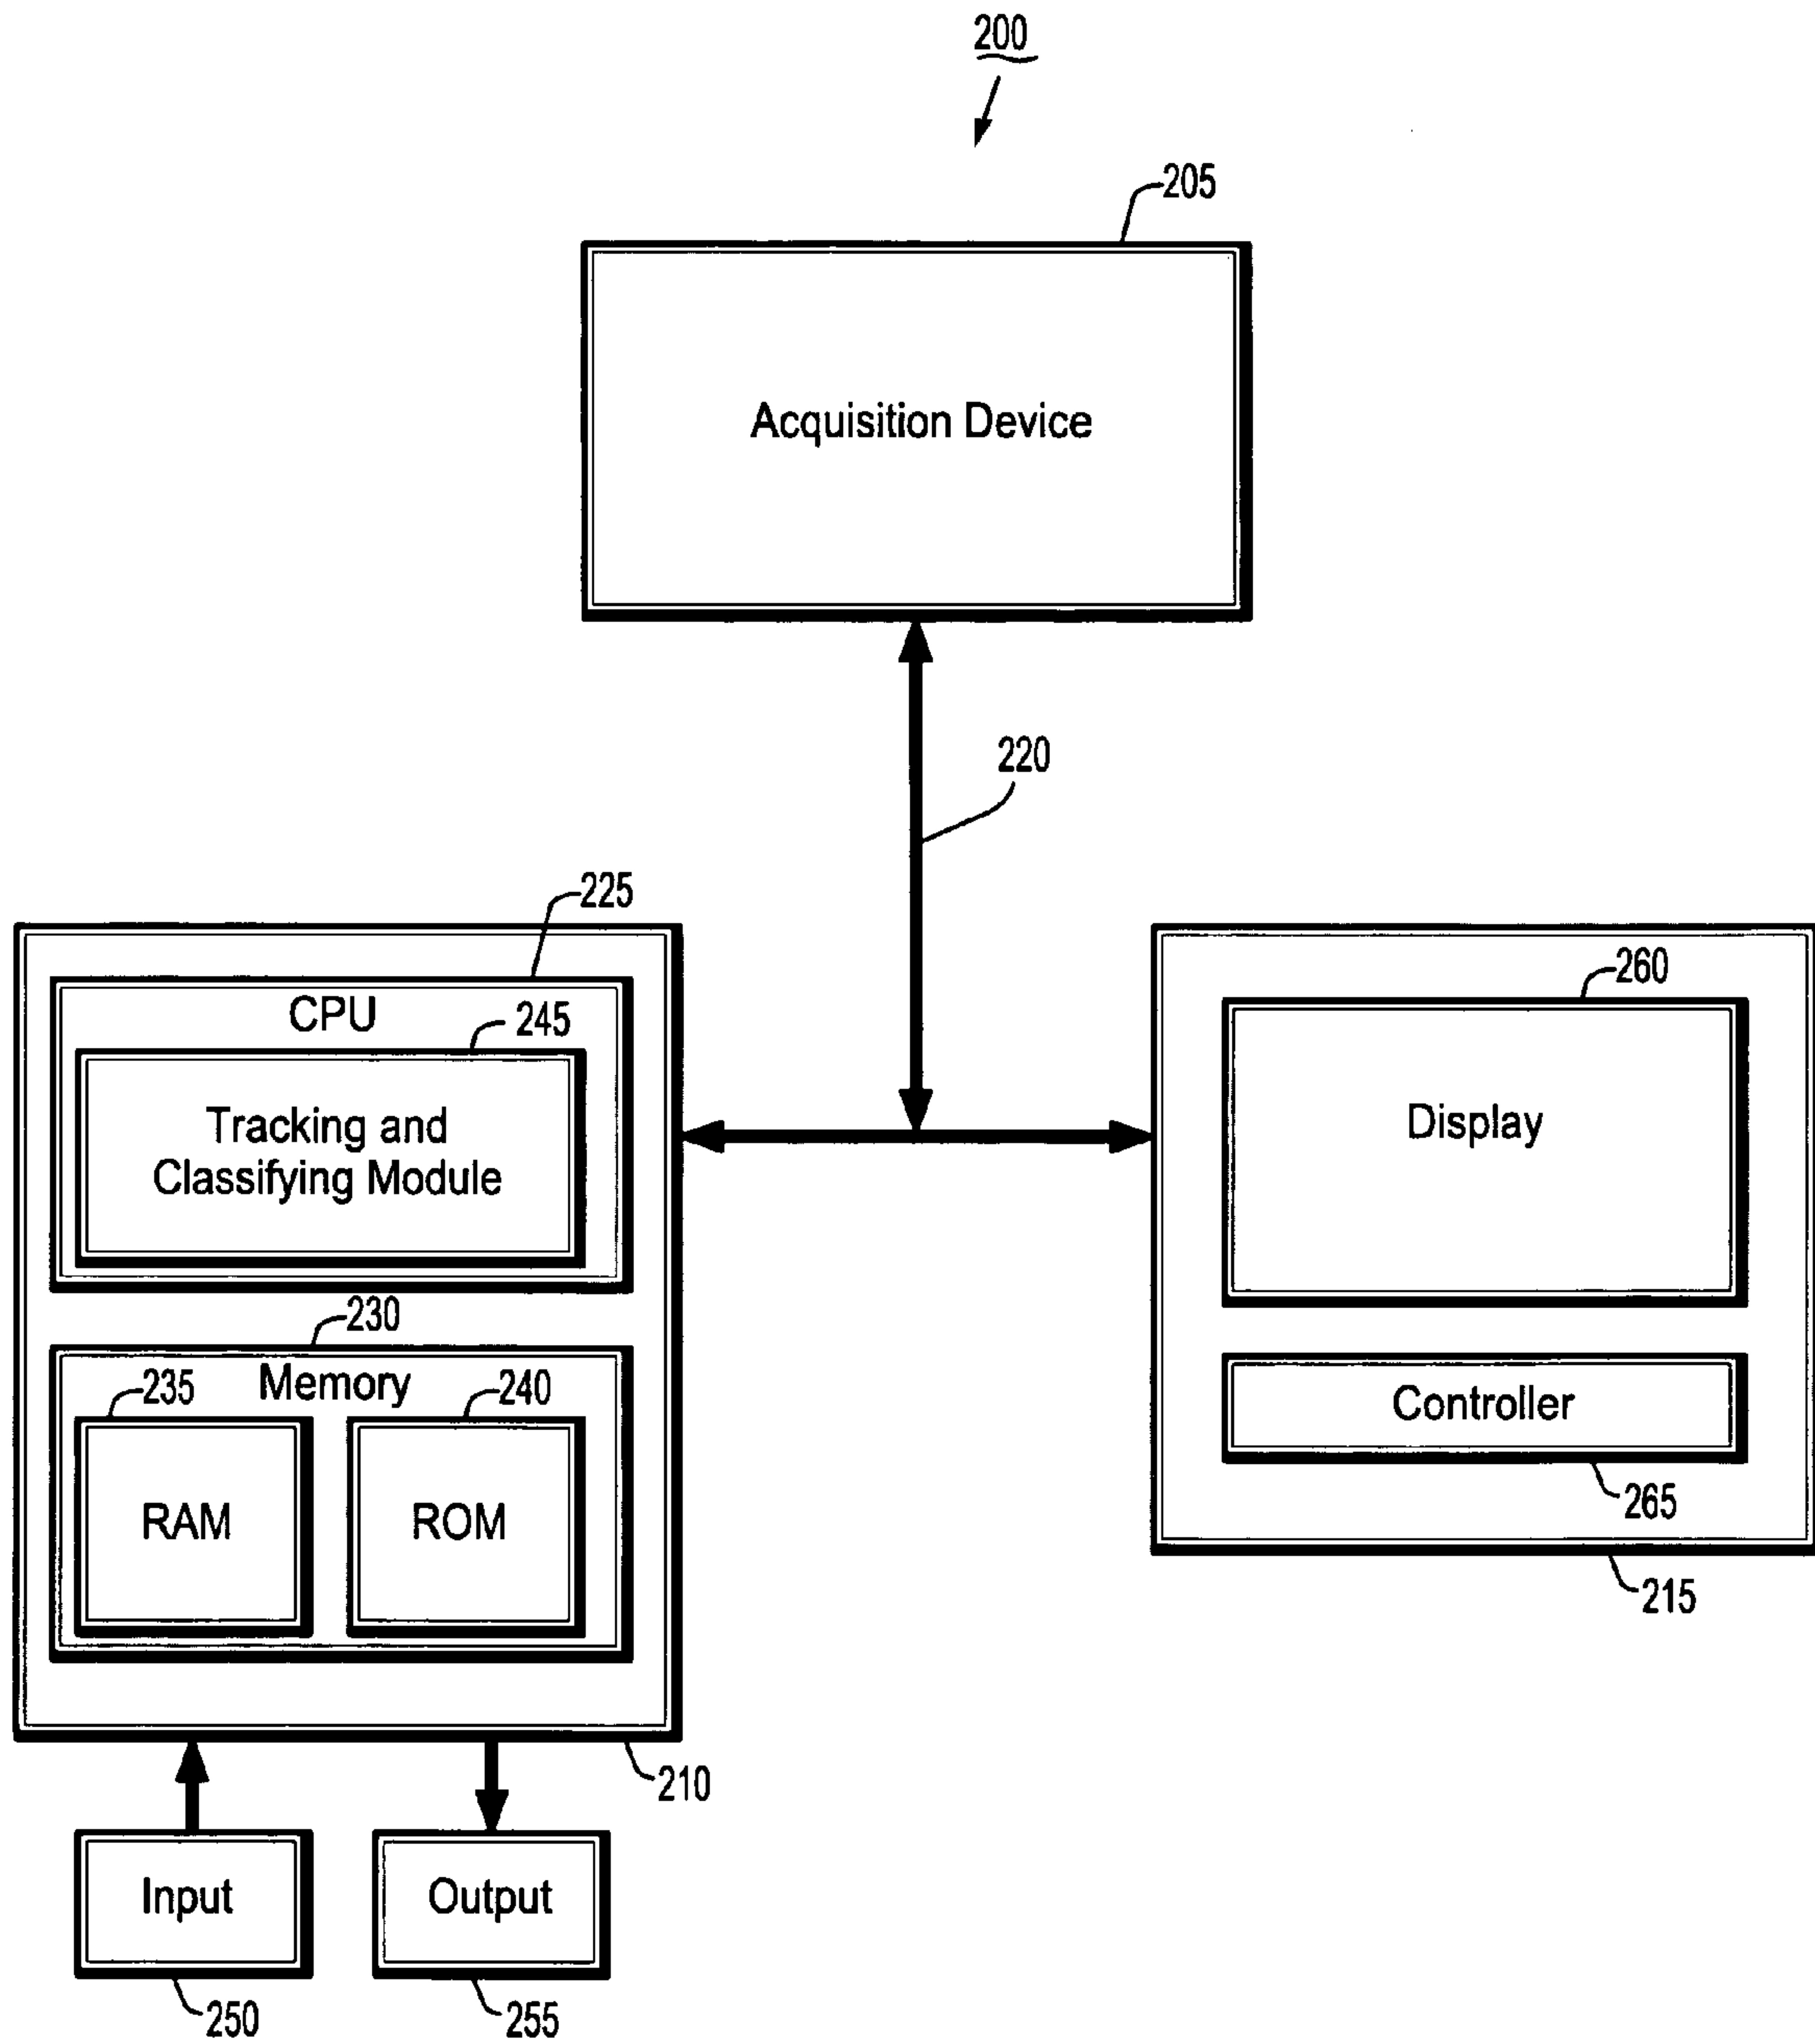 200
205
Acquisition Device
220
225
CPU
245
Tracking and
Classifying Module
230
Memory
235
240
RAM
ROM
210
Input
250
Output
255
260
Display
Controller
265
215